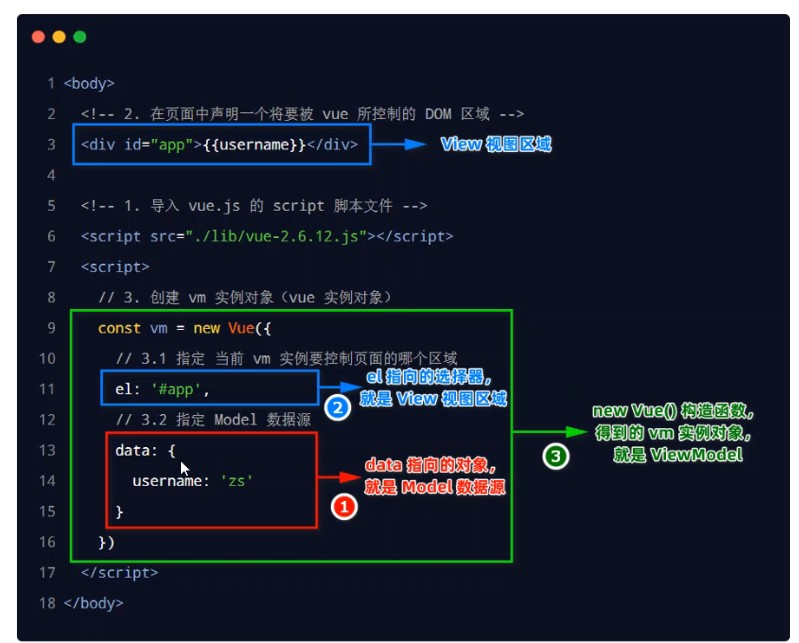 1 <body>
2 <!-- 2. 在页面中声明一个将要被 vue 所控制的 DOM 区域 -->
3 <div id="app">{{username}}</div> View 视图区域
4
5 <!-- 1. 导入 vue.js 的 script 脚本文件 -->
6 <script src="./lib/vue-2.6.12.js"></script>
7 <script>
8 // 3. 创建 vm 实例对象（vue 实例对象）
9 const vm = new Vue({
10 // 3.1 指定 当前 vm 实例要控制页面的哪个区域
11 el: '#app',
② el 指向的选择器，
就是 View 视图区域
12 // 3.2 指定 Model 数据源
13 data: {
14 username: 'zs'
15 }
① data 指向的对象，
就是 Model 数据源
16 })
③ new Vue() 构造函数，
得到的 vm 实例对象，
就是 ViewModel
17 </script>
18 </body>